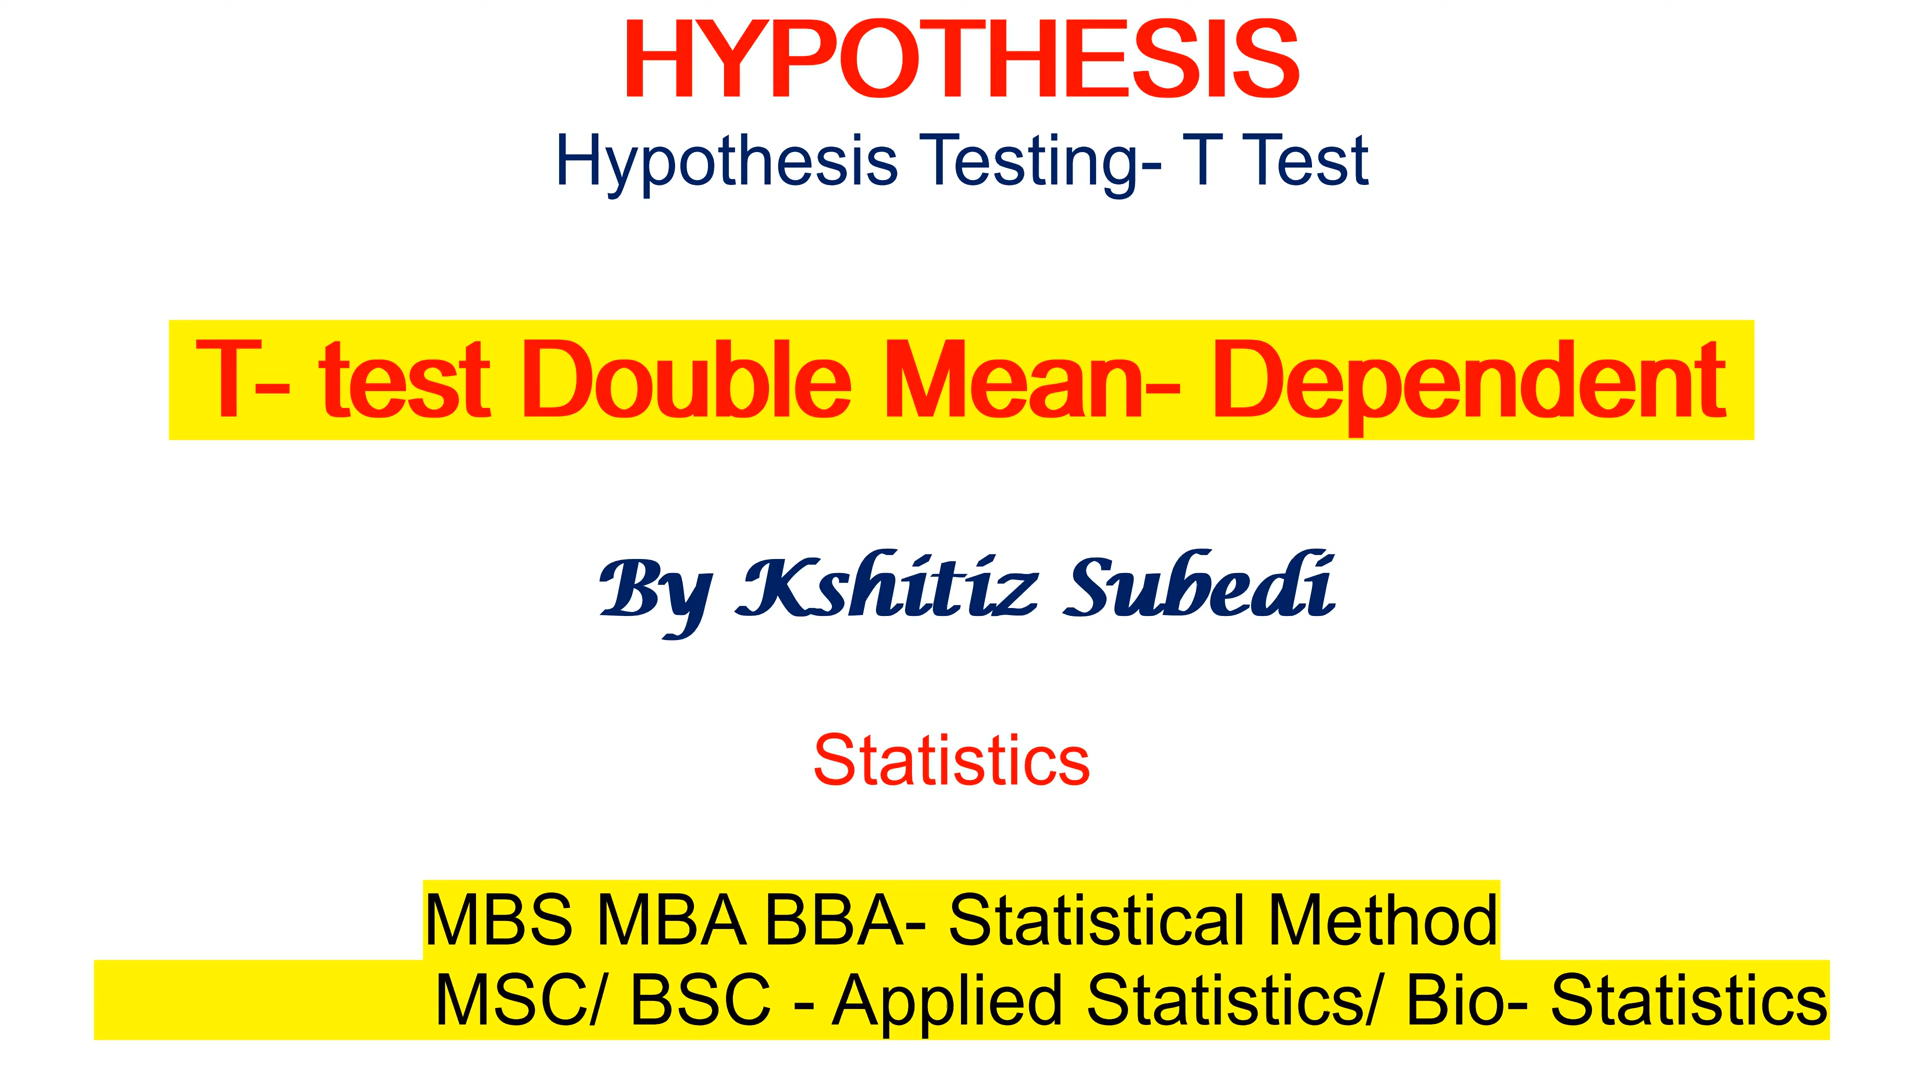 HYPOTHESIS
Hypothesis Testing- T Test
T- test Double Mean- Dependent
By Kshitiz Subedi
Statistics
MBS MBA BBA- Statistical Method
MSC/ BSC - Applied Statistics/ Bio- Statistics